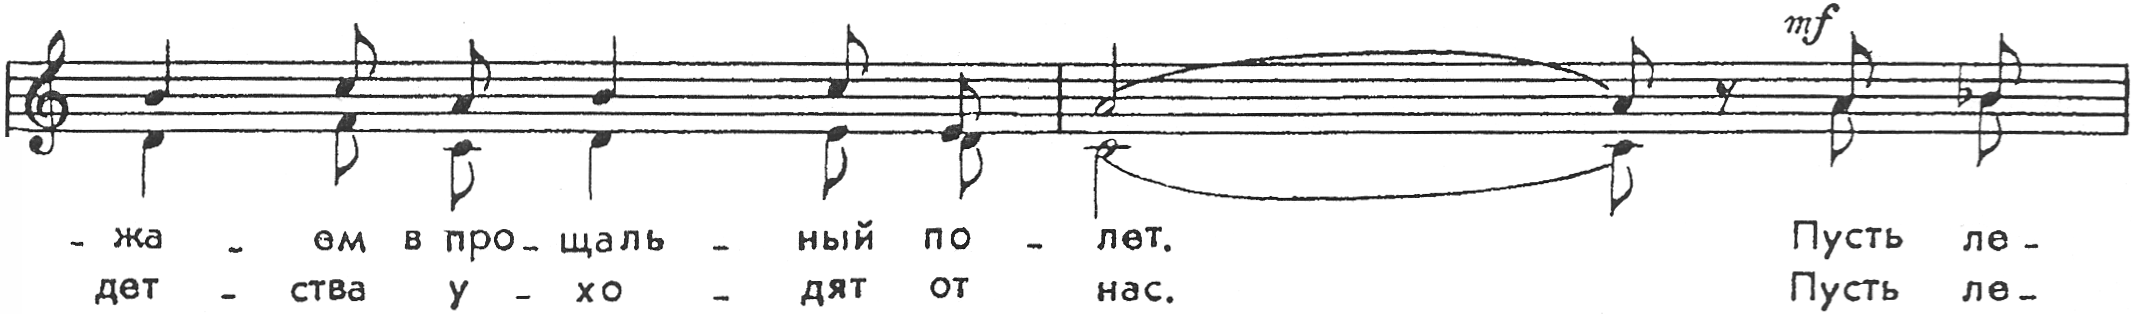 mf
- жа - ем в про - щаль - ный по - лет. Пусть ле -
дет - ства у - хо - дят от нас. Пусть ле -